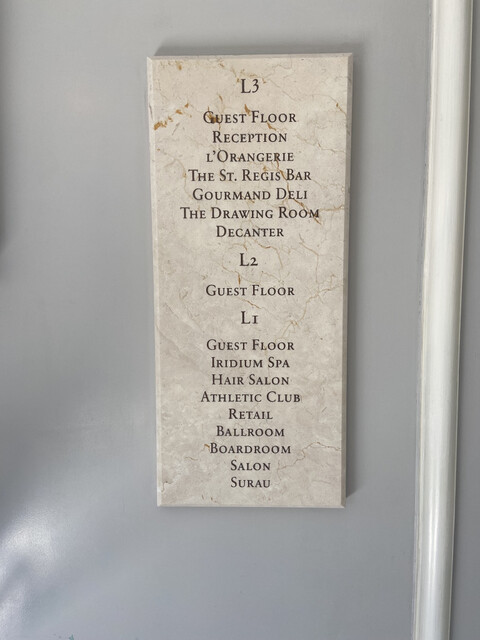 L3
Guest Floor
Reception
l'Orangerie
The St. Regis Bar
Gourmand Deli
The Drawing Room
Decanter
L2
Guest Floor
L1
Guest Floor
Iridium Spa
Hair Salon
Athletic Club
Retail
Ballroom
Boardroom
Salon
Surau